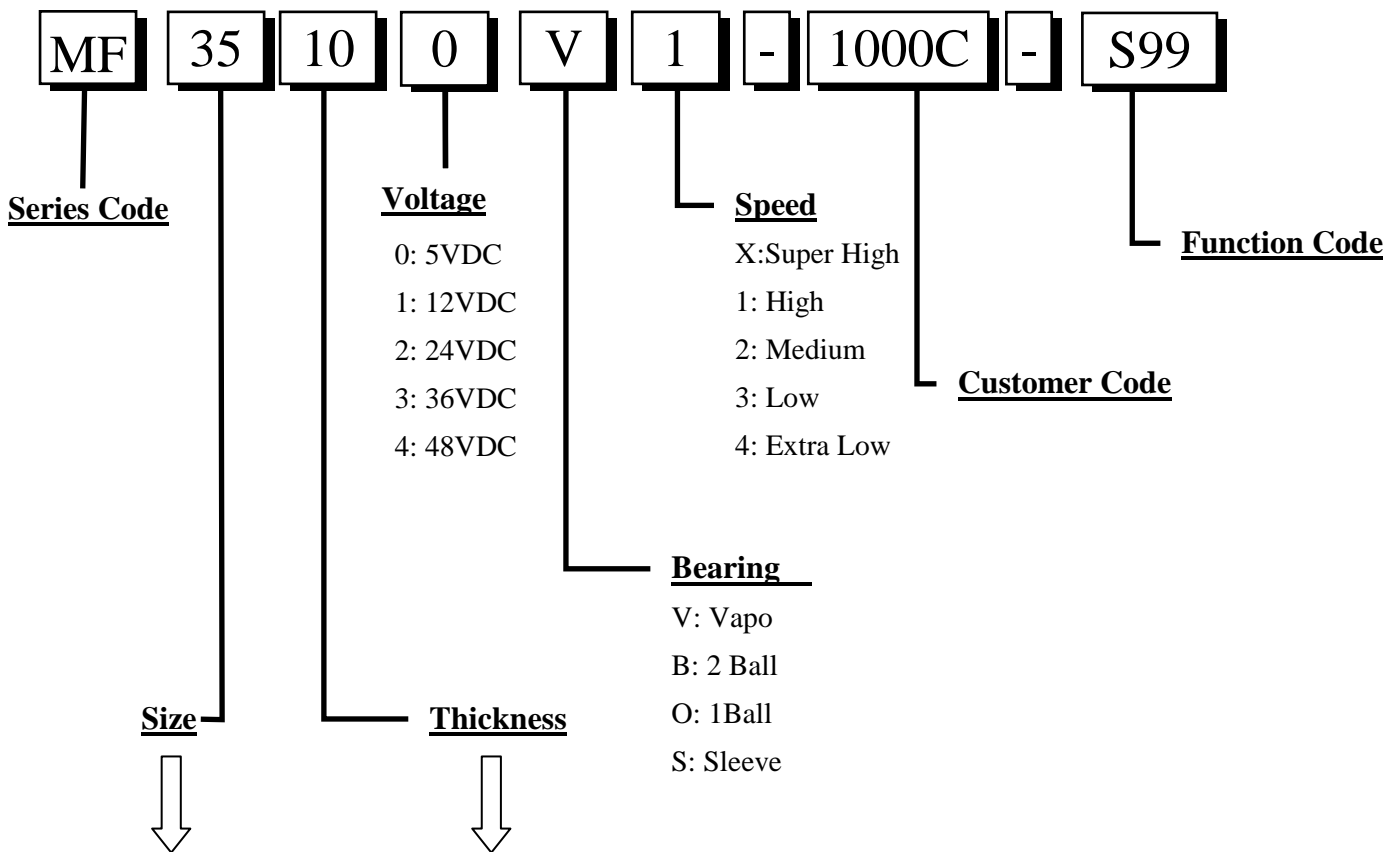 MF 35 10 0 V 1 - 1000C - S99
Series Code
Voltage
0: 5VDC
1: 12VDC
2: 24VDC
3: 36VDC
4: 48VDC
Speed
X:Super High
1: High
2: Medium
3: Low
4: Extra Low
Function Code
Customer Code
Bearing
V: Vapo
B: 2 Ball
O: 1Ball
S: Sleeve
Size
Thickness